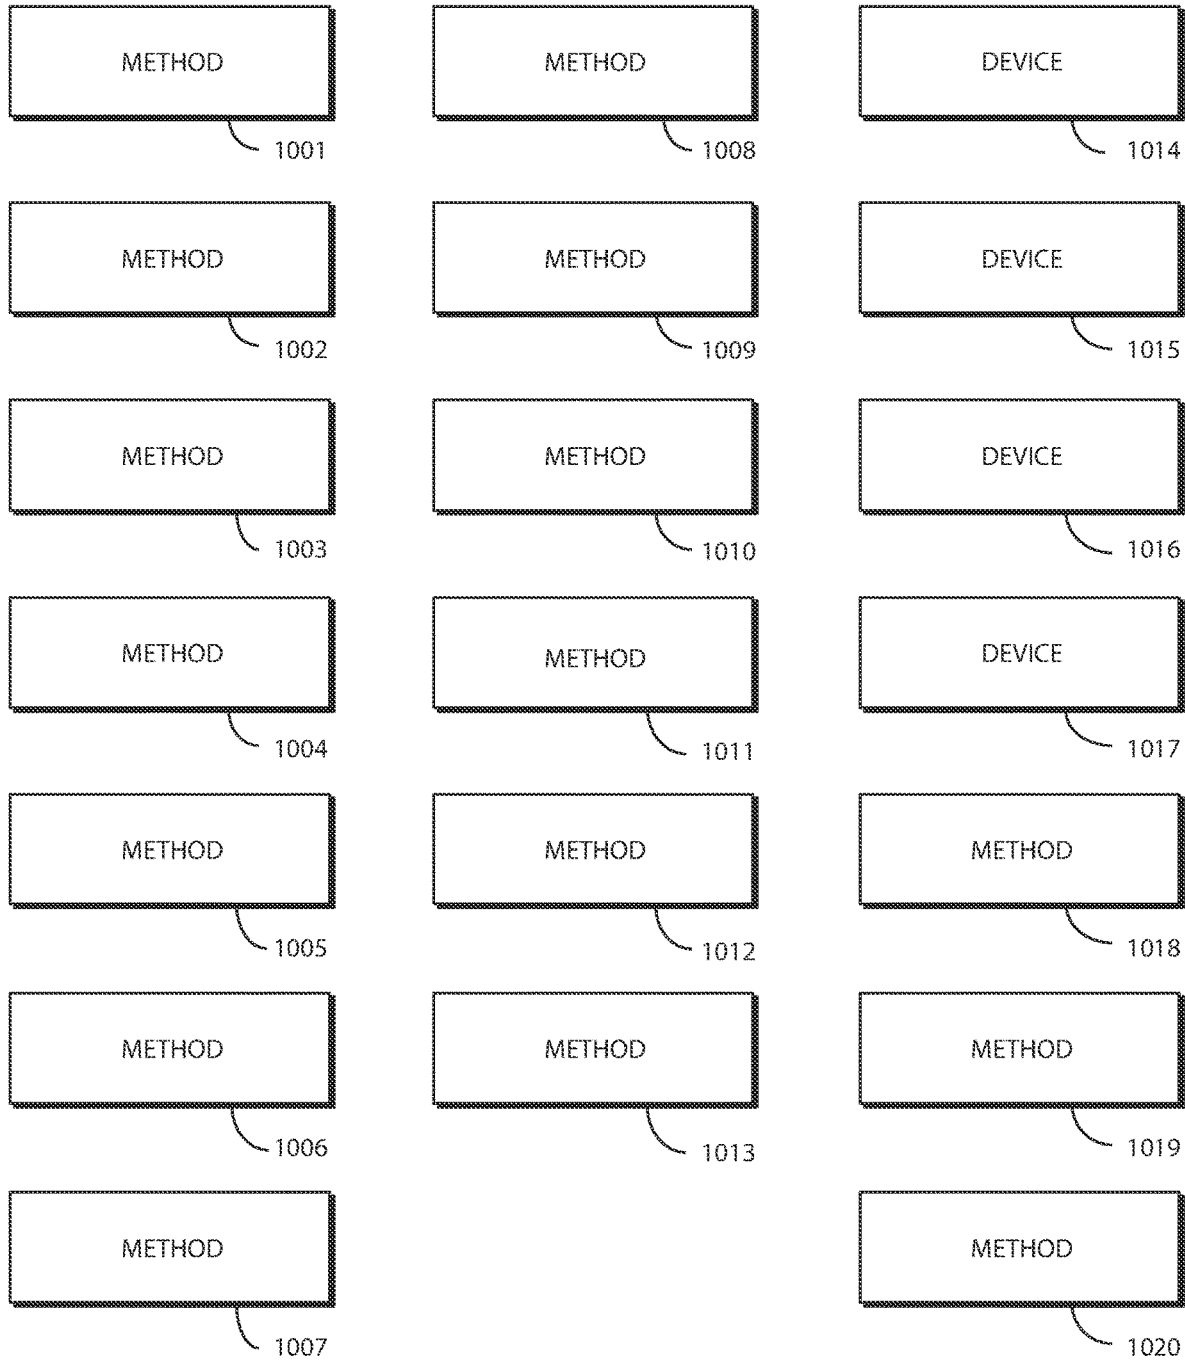 METHOD
1001
METHOD
1002
METHOD
1003
METHOD
1004
METHOD
1005
METHOD
1006
METHOD
1007
METHOD
1008
METHOD
1009
METHOD
1010
METHOD
1011
METHOD
1012
METHOD
1013
DEVICE
1014
DEVICE
1015
DEVICE
1016
DEVICE
1017
METHOD
1018
METHOD
1019
METHOD
1020